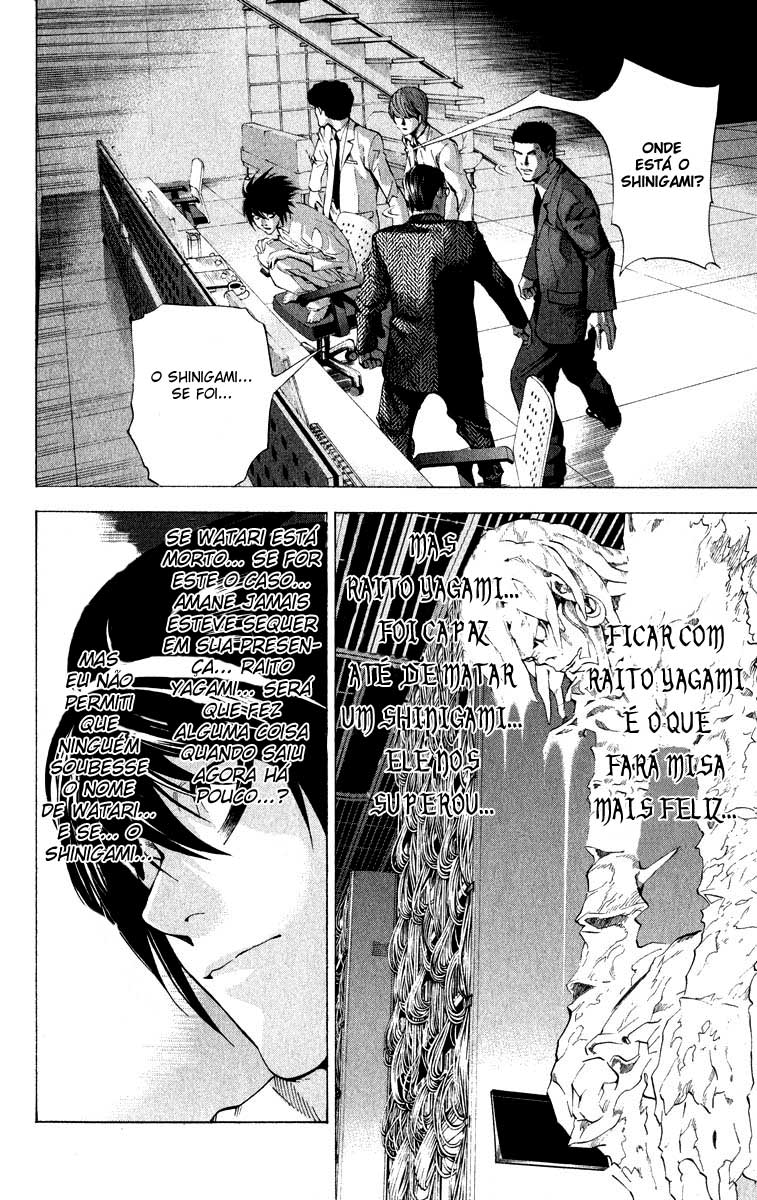 ONDE
ESTÁ O
SHINIGAMI?
O SHINIGAMI...
SE FOI...
FICAR COM
RAITO YAGAMI
É O QUÊ
FARÁ MISA
MAIS FELIZ...
MAS
RAITO YAGAMI...
FOI CAPAZ
ATÉ DE MATAR
UM SHINIGAMI...
ELE NOS
SUPEROU...
SE WATARI ESTÁ
MORTO... SE FOR
ESTE O CASO...
AMANE JAMAIS
ESTEVE SEQUER
EM SUA PRESEN-
ÇA... RAITO
YAGAMI... SERÁ
QUE FEZ
ALGUMA COISA
QUANDO SAIU
AGORA HÁ
POUCO...?
MAS
EU NÃO
PERMITI
QUE
NINGUÉM
SOUBESSE
O NOME
DE WATARI...
E SE... O
SHINIGAMI...